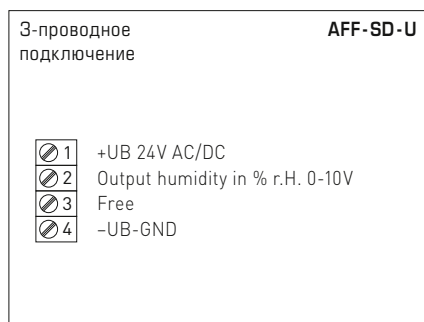 3-проводное AFF-SD-U
подключение
1 +UB 24V AC/DC
2 Output humidity in % r.H. 0-10V
3 Free
4 –UB-GND